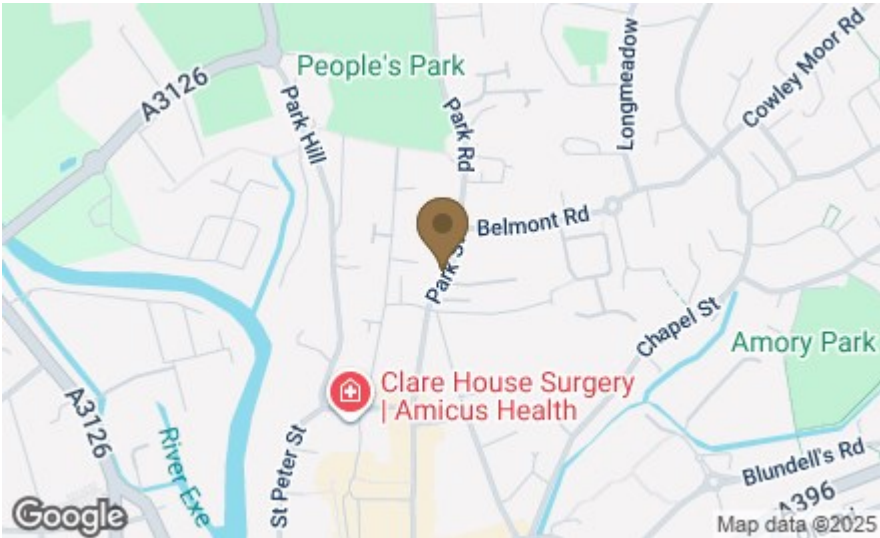 A3126
People's Park
Park Hill
Park Rd
Longmeadow
Cowley Moor Rd
Belmont Rd
Park
Chapel St
Amory Park
Clare House Surgery
| Amicus Health
A3126
River Exe
St Peter St
Blundell's Rd
A396
Google
Map data ©2025